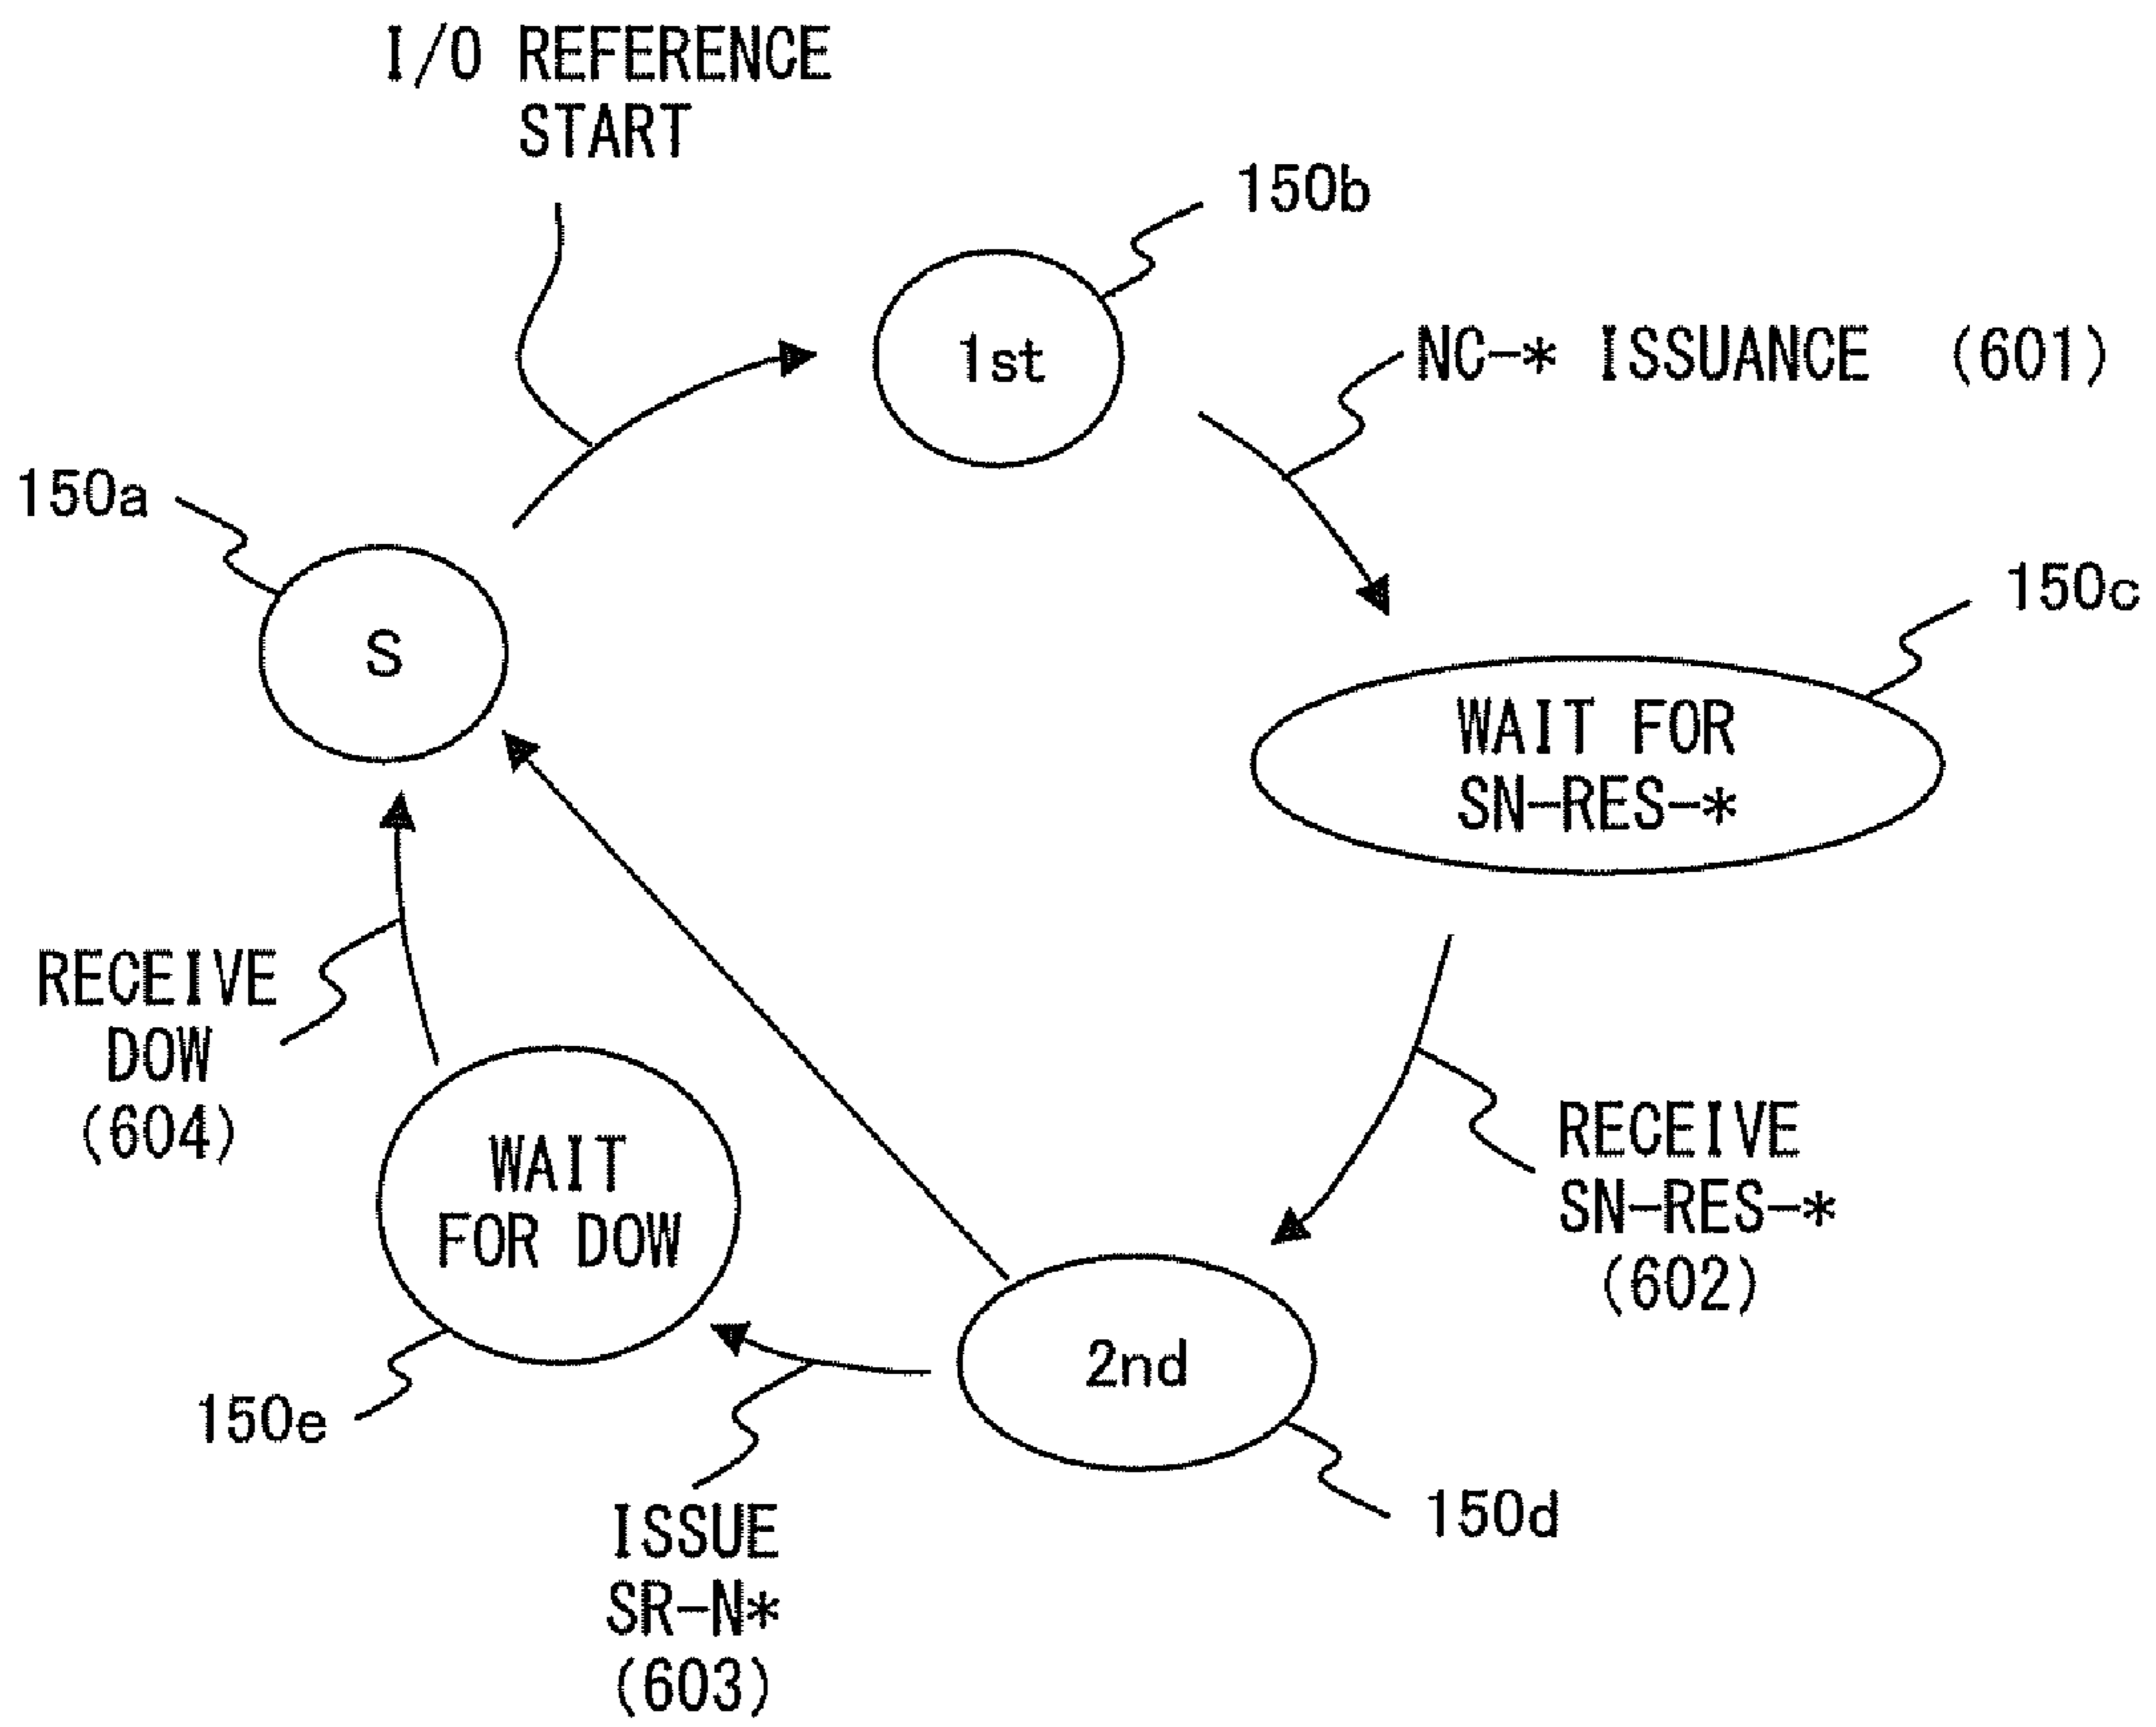 I/O REFERENCE
START
150b
1st
NC-* ISSUANCE (601)
150a
S
150c
WAIT FOR
SN-RES-*
RECEIVE
DOW
(604)
WAIT
FOR DOW
RECEIVE
SN-RES-*
(602)
2nd
150e
150d
ISSUE
SR-N*
(603)